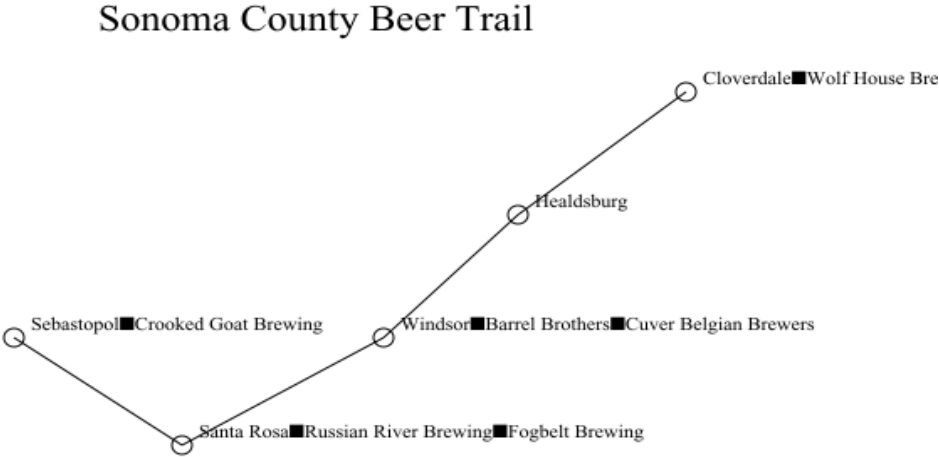 Sonoma County Beer Trail
Cloverdale■Wolf House Bre
Healdsburg
Sebastopol■Crooked Goat Brewing
Windsor■Barrel Brothers■Cuver Belgian Brewers
Santa Rosa■Russian River Brewing■Fogbelt Brewing